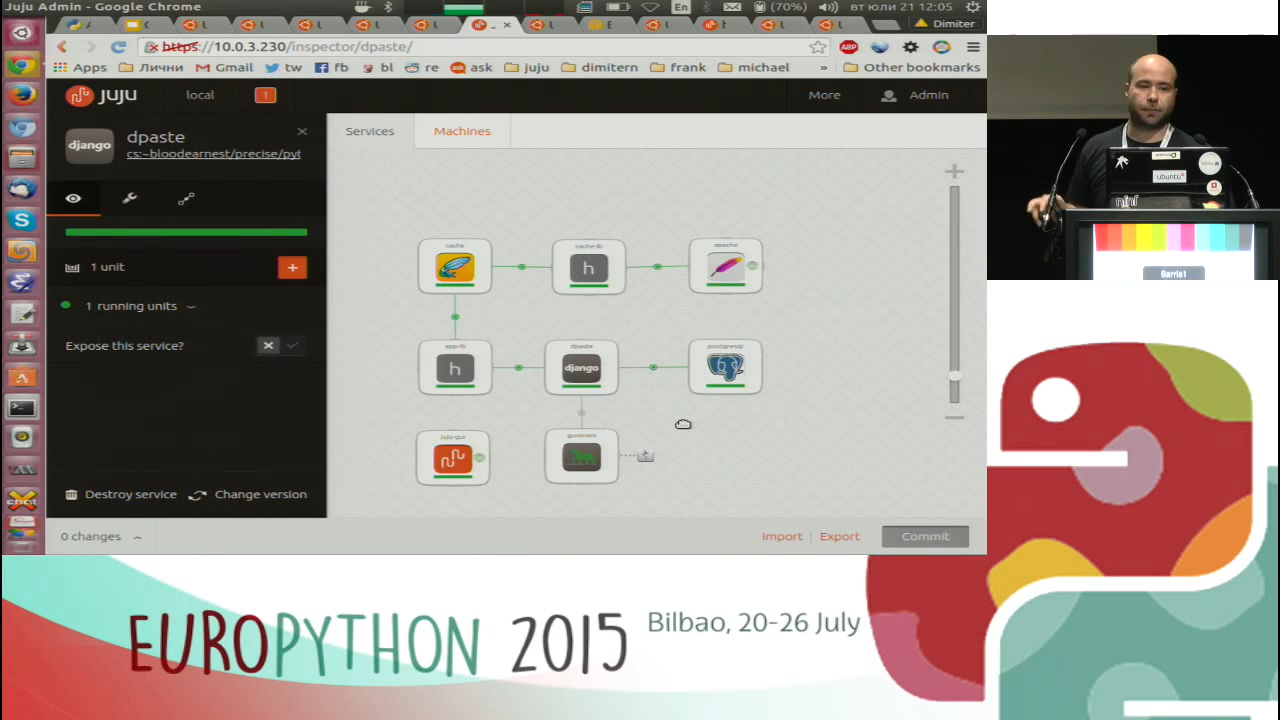 Juju Admin - Google Chrome
En
(70%)
вт юли 21 12:05
Dimiter
https://10.0.3.230/inspector/dpaste/
ABP
Apps
Лични
Gmail
tw
fb
bl
re
ask
juju
dimitern
frank
michael
»
Other bookmarks
juju
local
1
More
Admin
django
dpaste
cs:~bloodearnest/precise/pyt
Services
Machines
1 unit
1 running units
Expose this service?
Destroy service
Change version
cache
cache-lb
apache
h
app-lb
dpaste
postgresql
h
django
juju-gui
gunicorn
0 changes
Import
Export
Commit
ubuntu
Barria1
EUROPYTHON 2015
Bilbao, 20-26 July